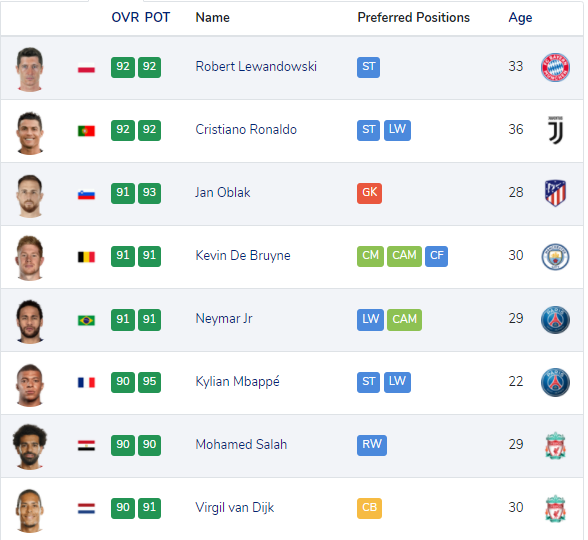 OVR POT Name Preferred Positions Age
92 92 Robert Lewandowski ST 33
92 92 Cristiano Ronaldo ST LW 36
91 93 Jan Oblak GK 28
91 91 Kevin De Bruyne CM CAM CF 30
91 91 Neymar Jr LW CAM 29
90 95 Kylian Mbappé ST LW 22
90 90 Mohamed Salah RW 29
90 91 Virgil van Dijk CB 30